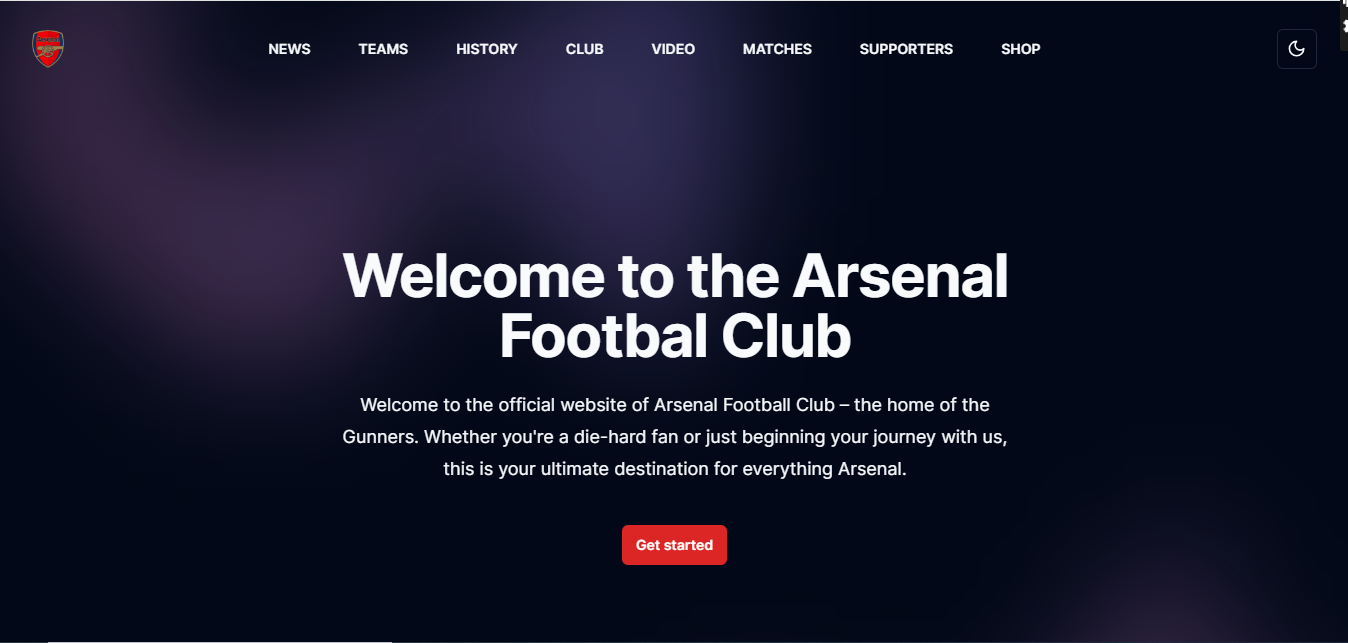 NEWS TEAMS HISTORY CLUB VIDEO MATCHES SUPPORTERS SHOP
Welcome to the Arsenal
Footbal Club
Welcome to the official website of Arsenal Football Club – the home of the
Gunners. Whether you're a die-hard fan or just beginning your journey with us,
this is your ultimate destination for everything Arsenal.
Get started